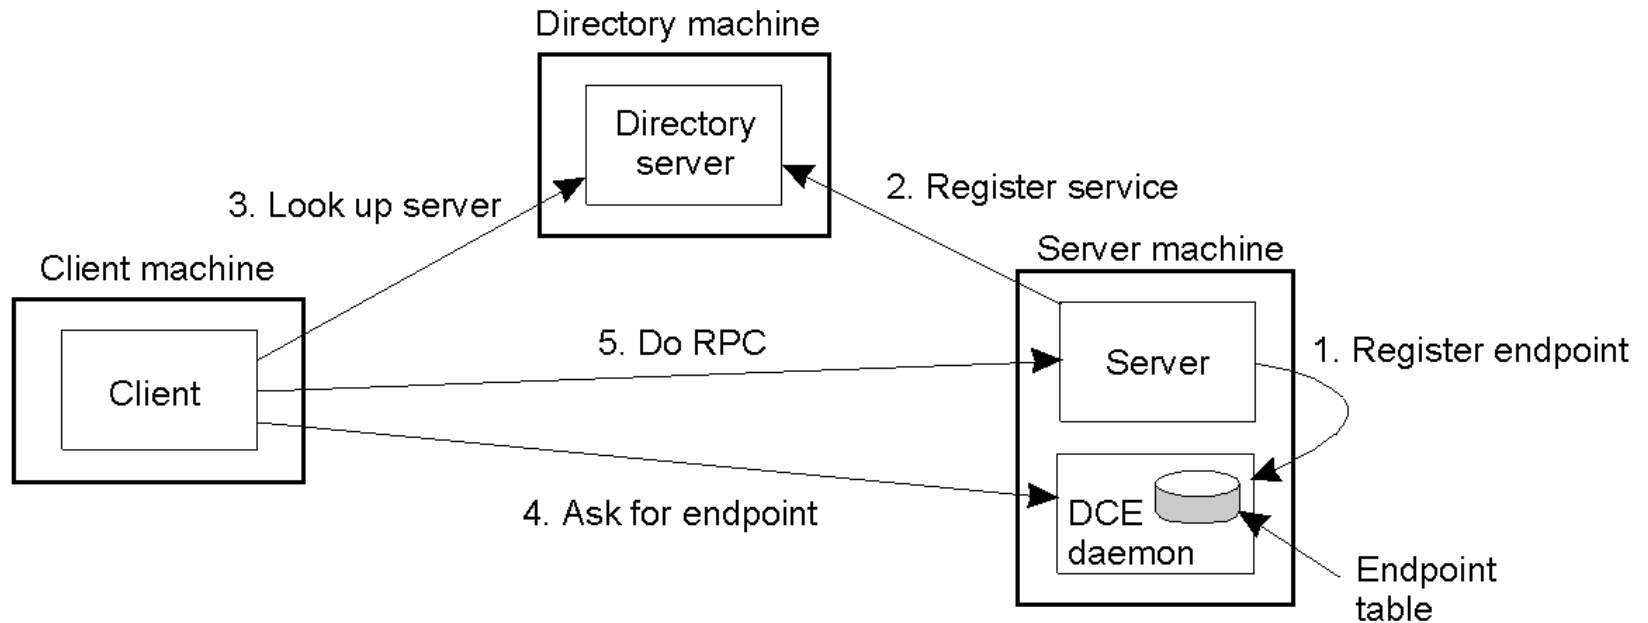 Directory machine
Directory
server
3. Look up server
2. Register service
Client machine
Server machine
Client
5. Do RPC
Server
1. Register endpoint
4. Ask for endpoint
DCE
daemon
Endpoint
table